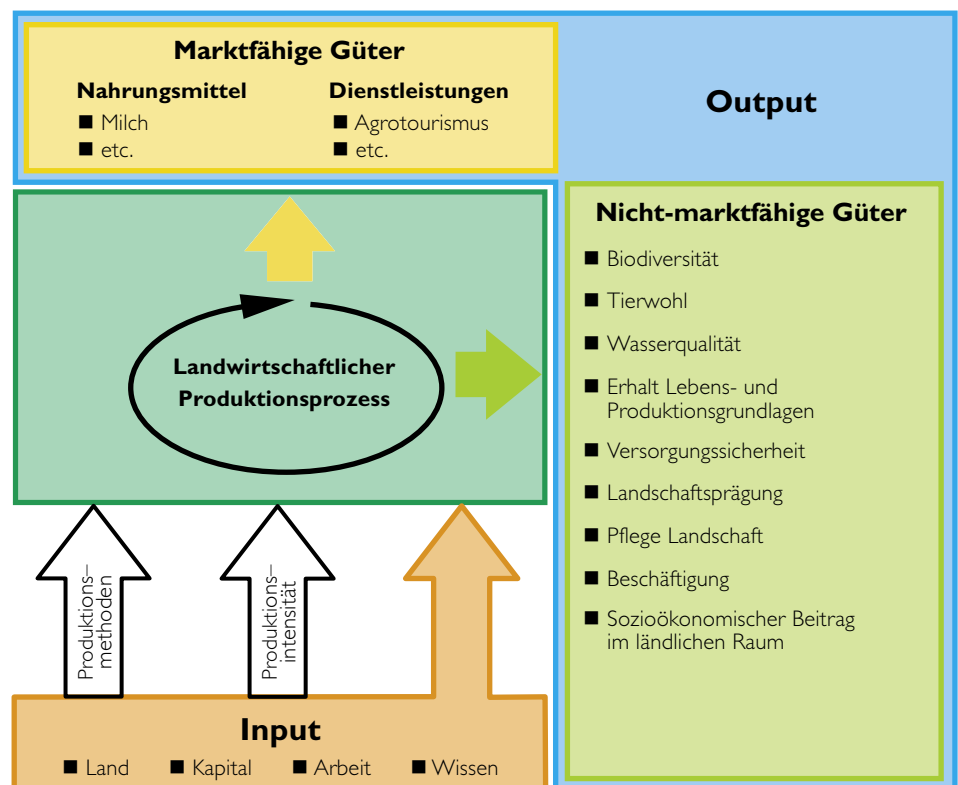 Marktfähige Güter
Nahrungsmittel
■ Milch
■ etc.
Dienstleistungen
■ Agrotourismus
■ etc.
Output
Nicht-marktfähige Güter
■ Biodiversität
■ Tierwohl
■ Wasserqualität
■ Erhalt Lebens- und
Produktionsgrundlagen
■ Versorgungssicherheit
■ Landschaftsprägung
■ Pflege Landschaft
■ Beschäftigung
■ Sozioökonomischer Beitrag
im ländlichen Raum
Landwirtschaftlicher
Produktionsprozess
Produktions–
methoden
Produktions–
intensität
Input
■ Land ■ Kapital ■ Arbeit ■ Wissen